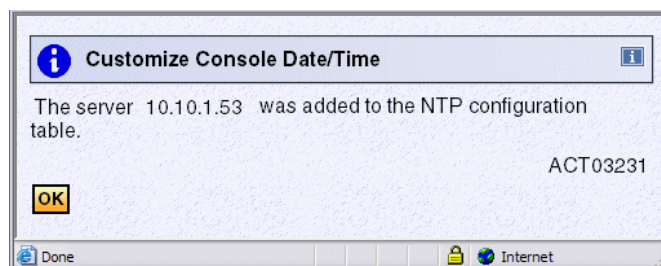 Customize Console Date/Time
The server 10.10.1.53 was added to the NTP configuration
table.
ACT03231
OK
Done
Internet